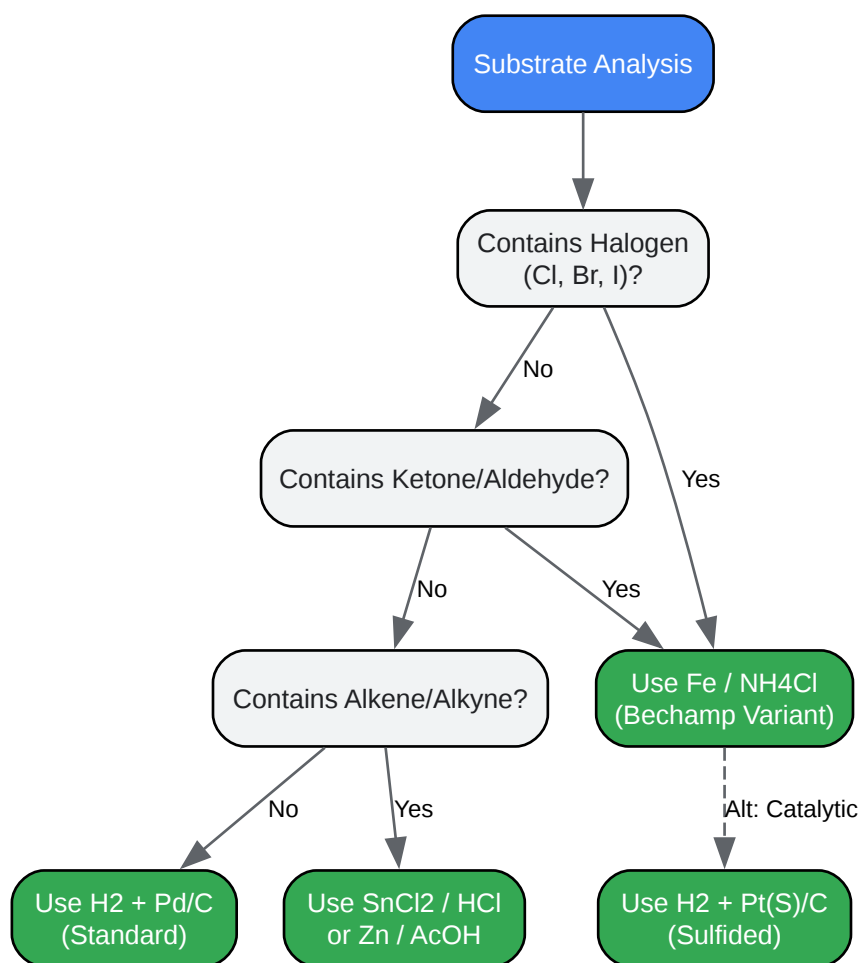 Substrate Analysis
Contains Halogen
(Cl, Br, I)?
No
Contains Ketone/Aldehyde?
Yes
No
Yes
Contains Alkene/Alkyne?
Use Fe / NH4Cl
(Bechamp Variant)
No
Yes
Alt: Catalytic
Use H2 + Pd/C
(Standard)
Use SnCl2 / HCl
or Zn / AcOH
Use H2 + Pt(S)/C
(Sulfided)